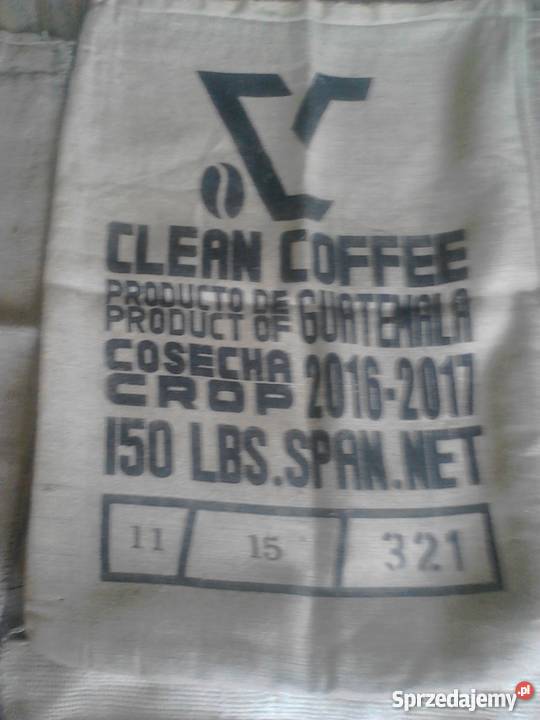 CLEAN COFFEE
PRODUCTO DE
PRODUCT OF GUATEMALA
COSECHA
CROP 2016-2017
150 LBS.SPAN.NET
11 15 321
Sprzedajemy.pl